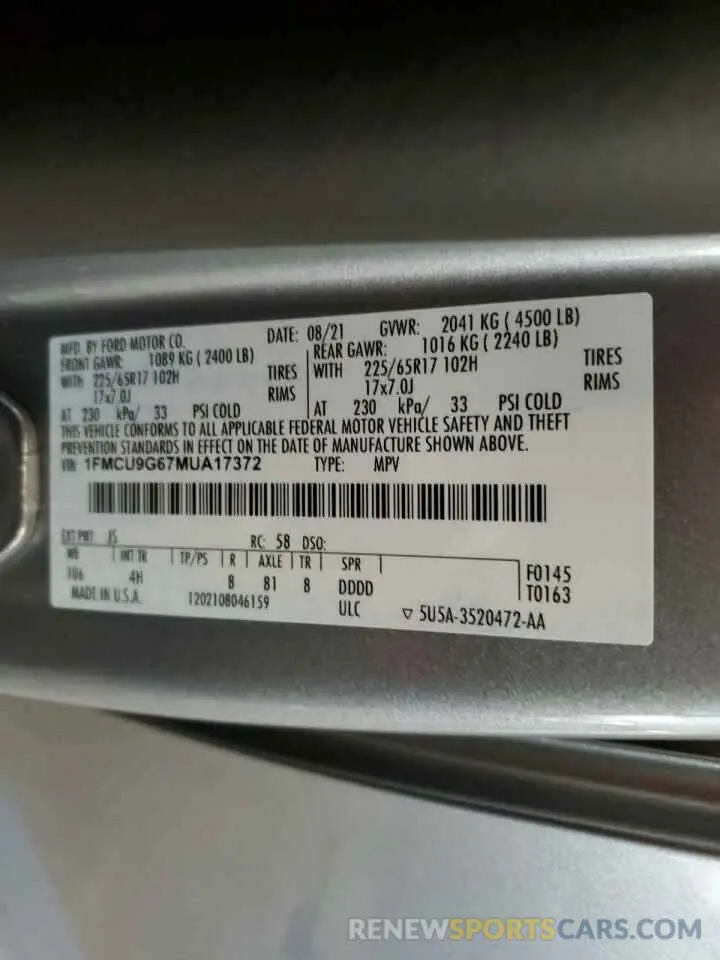 MFD. BY FORD MOTOR CO. DATE: 08/21 GVWR: 2041 KG ( 4500 LB)
FRONT GAWR: 1089 KG ( 2400 LB) REAR GAWR: 1016 KG ( 2240 LB)
WITH 225/65R17 102H TIRES WITH 225/65R17 102H TIRES
17x7.0J RIMS 17x7.0J RIMS
AT 230 kPa/ 33 PSI COLD AT 230 kPa/ 33 PSI COLD
THIS VEHICLE CONFORMS TO ALL APPLICABLE FEDERAL MOTOR VEHICLE SAFETY AND THEFT
PREVENTION STANDARDS IN EFFECT ON THE DATE OF MANUFACTURE SHOWN ABOVE.
VIN: 1FMCU9G67MUA17372 TYPE: MPV
EXT PNT: JS RC: 58 DSO:
WB INT TR TP/PS R AXLE TR SPR
106 4H 8 81 8 DDDD F0145
T0163
MADE IN U.S.A. 1202108046159 ULC ▽ 5U5A-3520472-AA
RENEWSPORTSCARS.COM